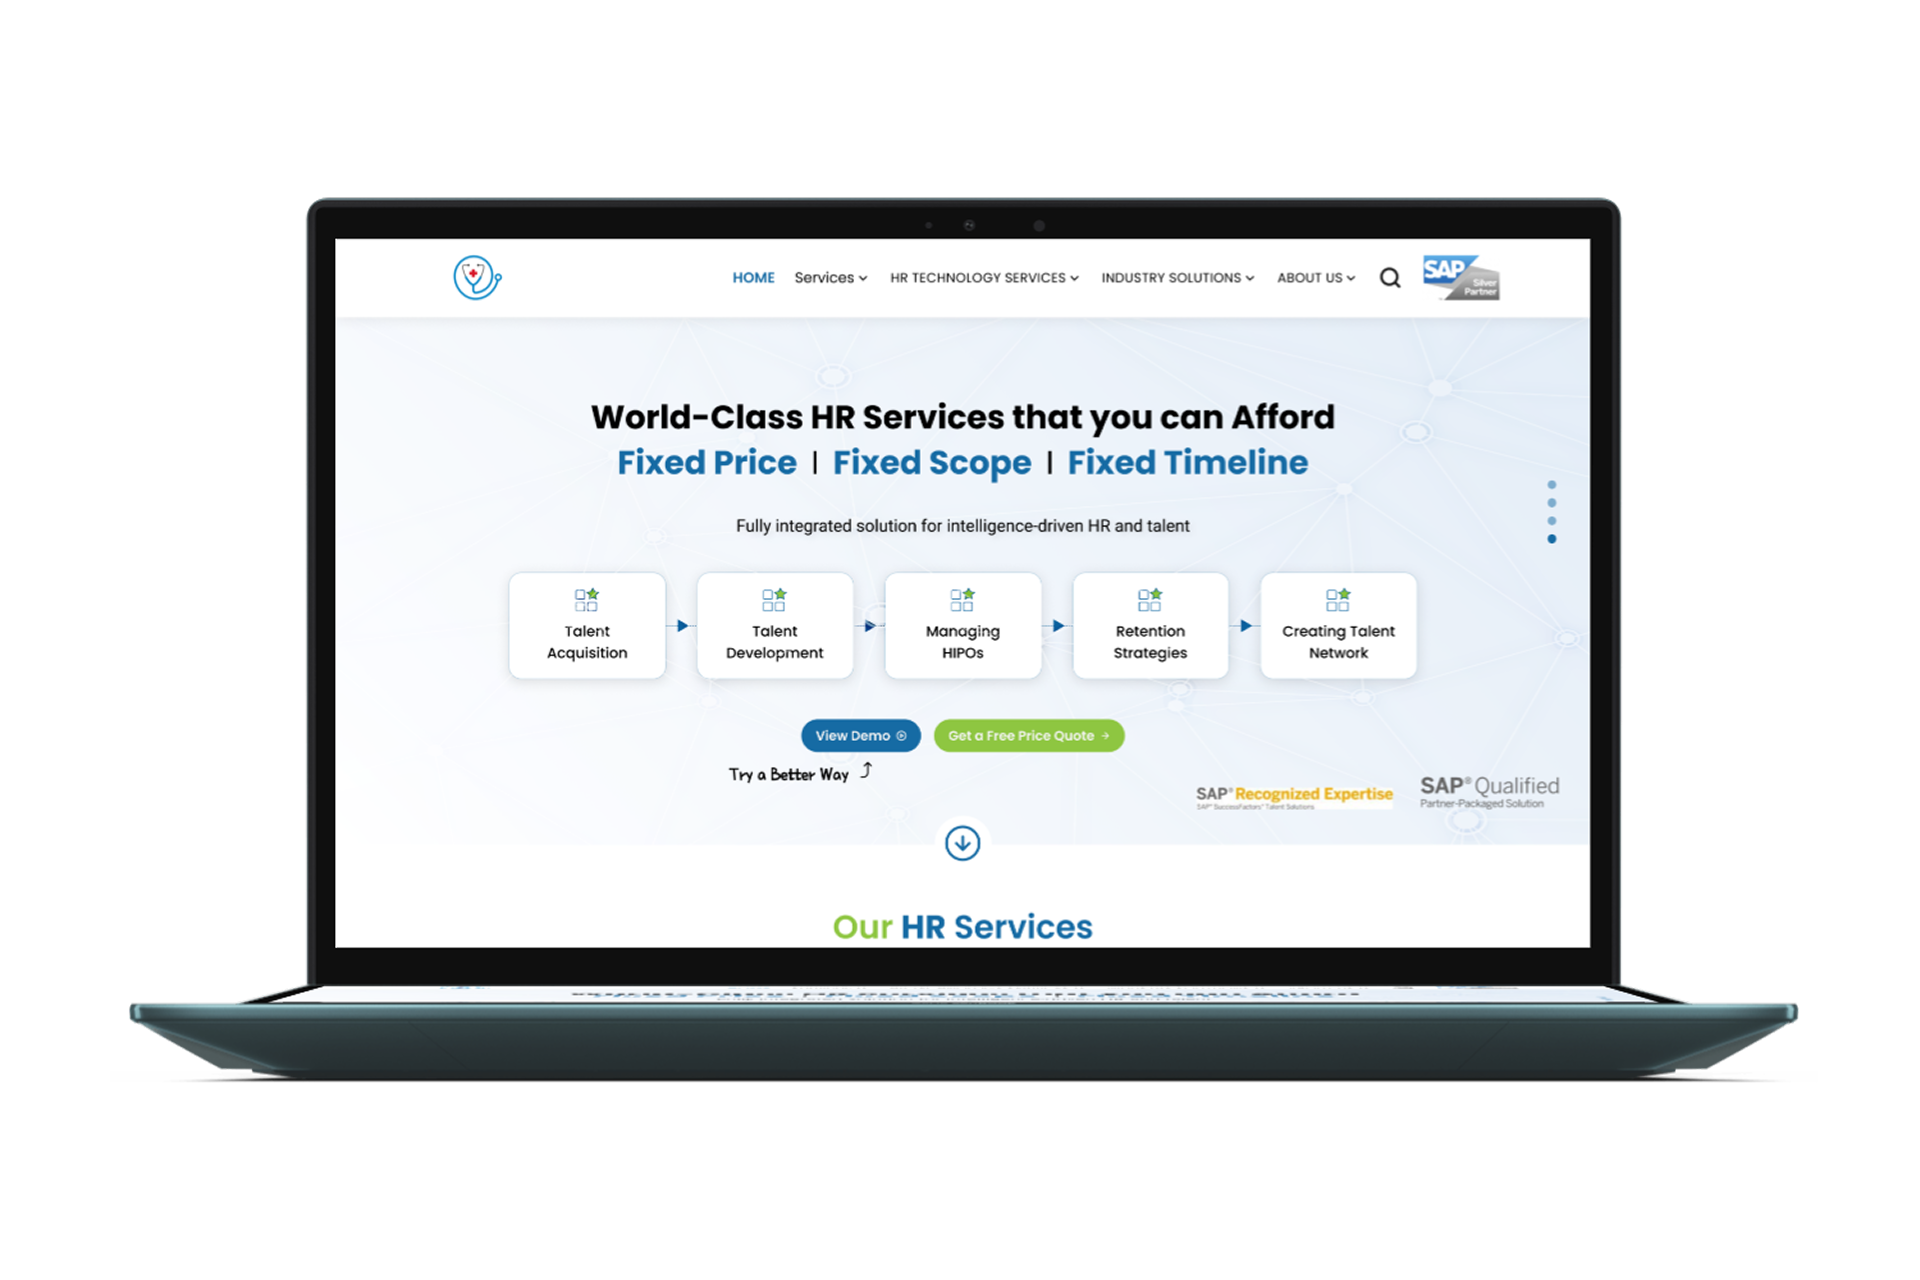 HOME Services HR TECHNOLOGY SERVICES INDUSTRY SOLUTIONS ABOUT US
SAP
Silver
Partner
World-Class HR Services that you can Afford
Fixed Price | Fixed Scope | Fixed Timeline
Fully integrated solution for intelligence-driven HR and talent
Talent
Acquisition
Talent
Development
Managing
HIPOs
Retention
Strategies
Creating Talent
Network
View Demo
Get a Free Price Quote →
Try a Better Way
SAP® Recognized Expertise
SAP® SuccessFactors® Talent Solutions
SAP® Qualified
Partner-Packaged Solution
Our HR Services